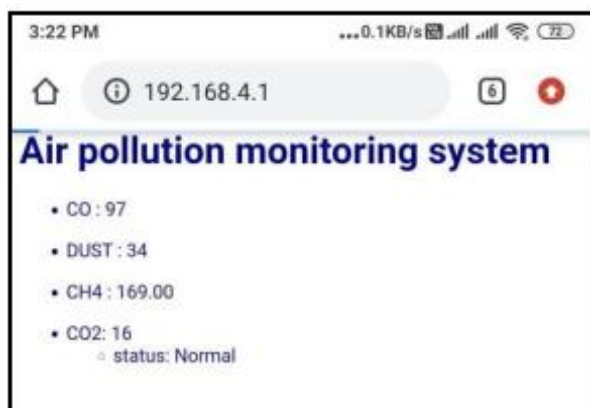 3:22 PM ...0.1KB/s 72
192.168.4.1 6
Air pollution monitoring system
• CO : 97
• DUST : 34
• CH4 : 169.00
• CO2: 16
◦ status: Normal